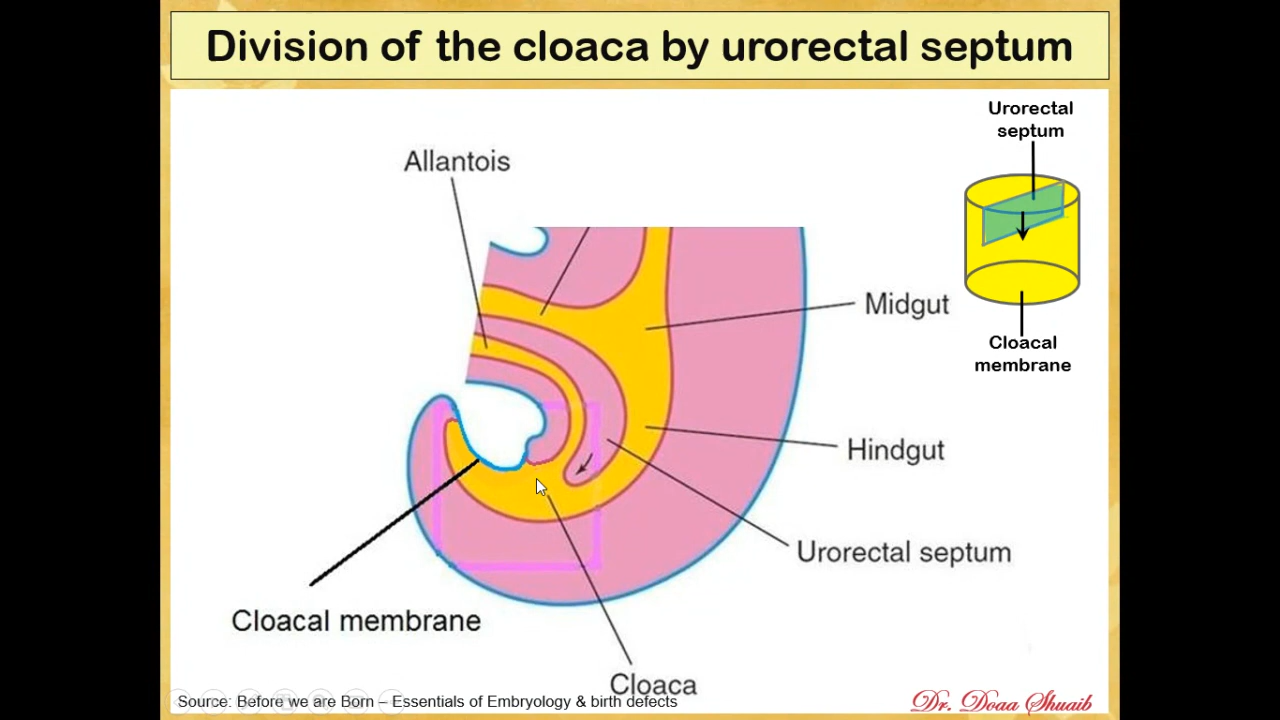 Division of the cloaca by urorectal septum
Urorectal
septum
Allantois
Midgut
Cloacal
membrane
Hindgut
Urorectal septum
Cloacal membrane
Cloaca
Source: Before we are Born – Essentials of Embryology & birth defects
Dr. Doaa Shuaib